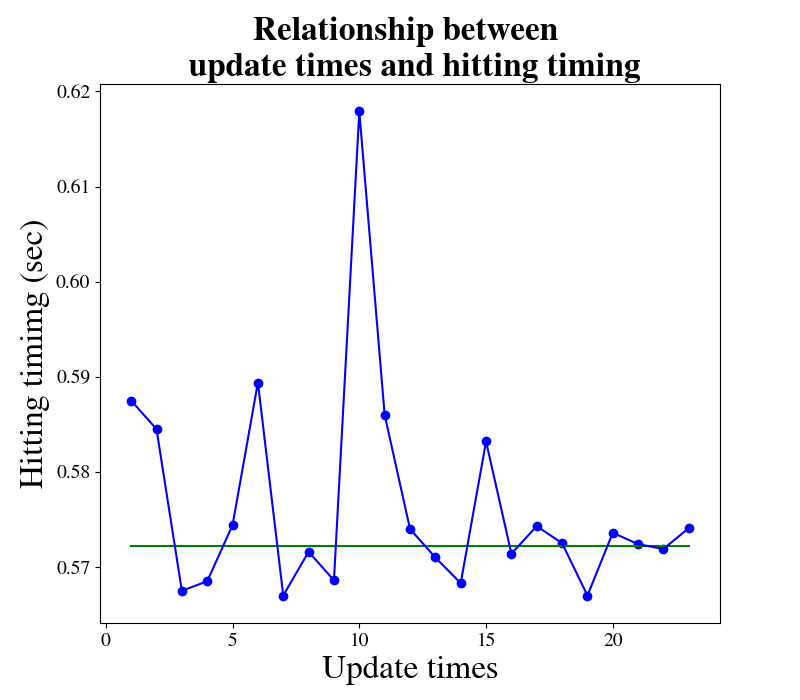 Relationship between
update times and hitting timing
0.62
0.61
0.60
0.59
0.58
0.57
Hitting timimg (sec)
0
5
10
15
20
Update times